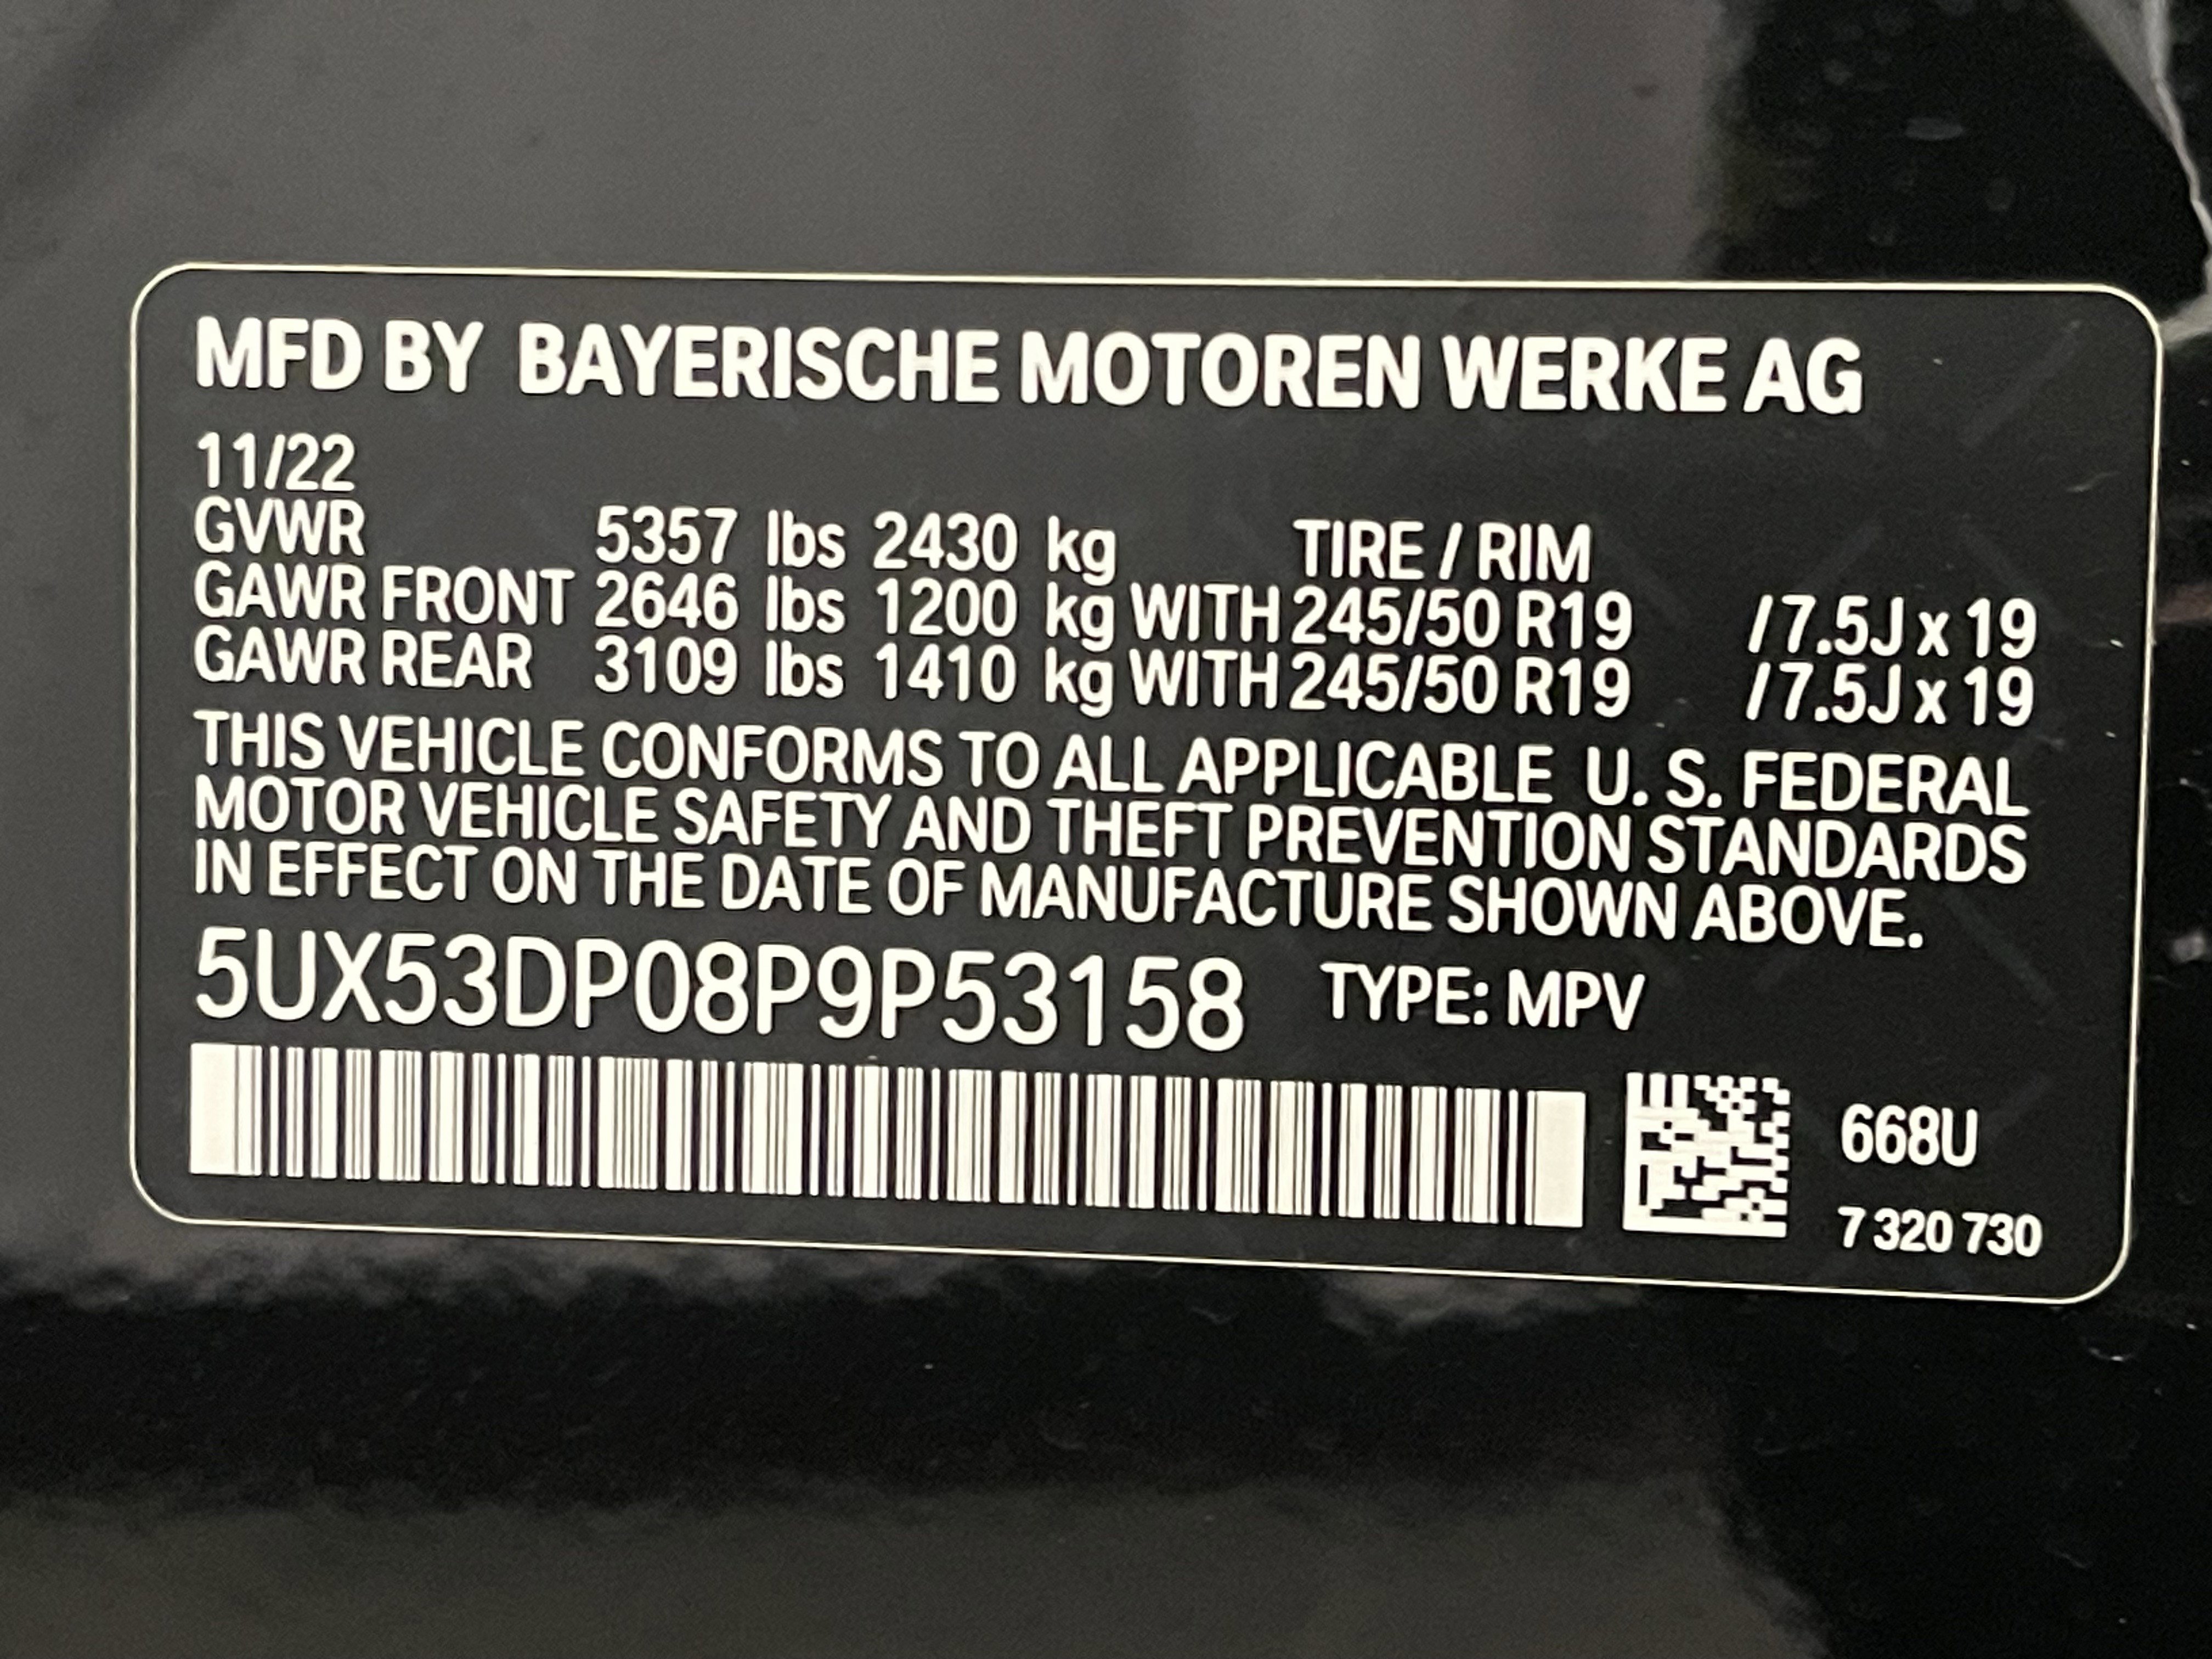 MFD BY BAYERISCHE MOTOREN WERKE AG
11/22
GVWR 5357 lbs 2430 kg TIRE / RIM
GAWR FRONT 2646 lbs 1200 kg WITH 245/50 R19 / 7.5J x 19
GAWR REAR 3109 lbs 1410 kg WITH 245/50 R19 / 7.5J x 19
THIS VEHICLE CONFORMS TO ALL APPLICABLE U. S. FEDERAL
MOTOR VEHICLE SAFETY AND THEFT PREVENTION STANDARDS
IN EFFECT ON THE DATE OF MANUFACTURE SHOWN ABOVE.
5UX53DP08P9P53158 TYPE: MPV
668U
7 320 730